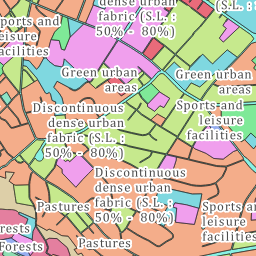 dense urban
fabric (S.L. :
50% - 80%)
(S.L. :
Sports and
leisure
facilities
Green urban
areas
Green urban
areas
Discontinuous
dense urban
fabric (S.L. :
50% - 80%)
Sports and
leisure
facilities
Discontinuous
dense urban
fabric (S.L. :
50% - 80%)
Pastures
Sports an
leisure
facilities
Forests
Forests
Pastures